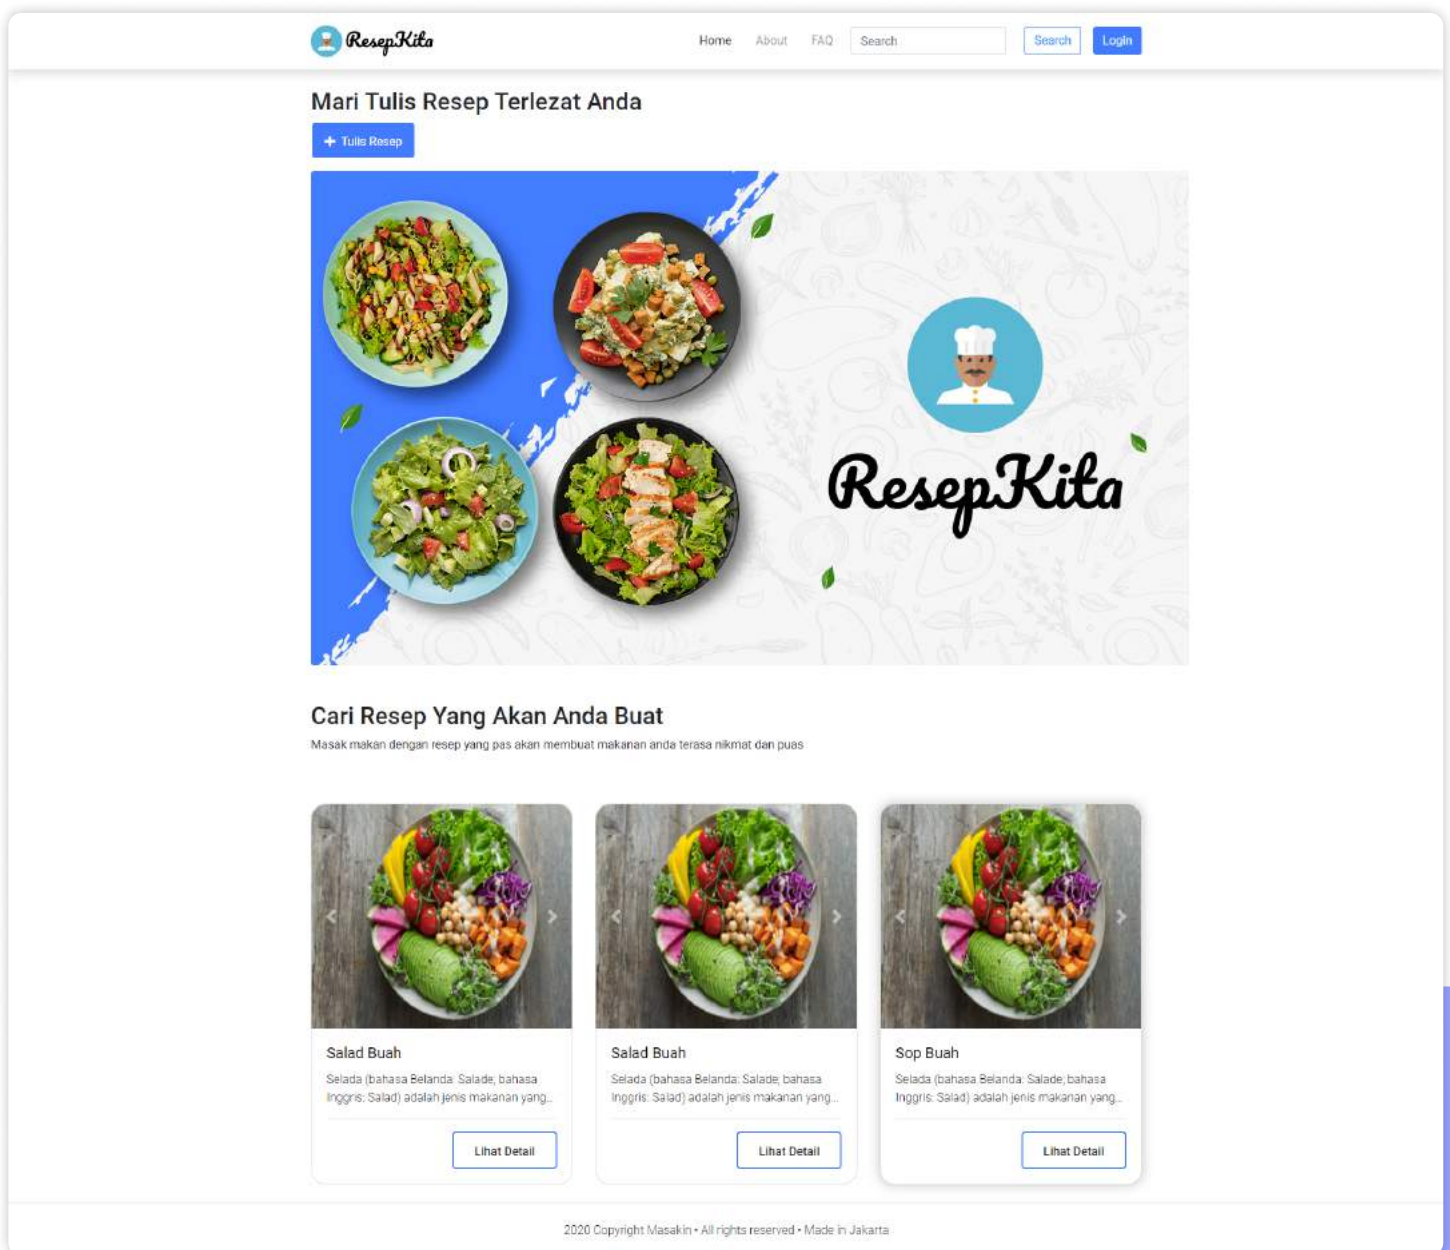 ResepKita
Home About FAQ Search Search Login
Mari Tulis Resep Terlezat Anda
+ Tulis Resep
ResepKita
Cari Resep Yang Akan Anda Buat
Masak makan dengan resep yang pas akan membuat makanan anda terasa nikmat dan puas
Salad Buah
Selada (bahasa Belanda: Salade; bahasa
Inggris: Salad) adalah jenis makanan yang...
Lihat Detail
Salad Buah
Selada (bahasa Belanda: Salade; bahasa
Inggris: Salad) adalah jenis makanan yang...
Lihat Detail
Sop Buah
Selada (bahasa Belanda: Salade; bahasa
Inggris: Salad) adalah jenis makanan yang...
Lihat Detail
2020 Copyright Masakin • All rights reserved • Made in Jakarta